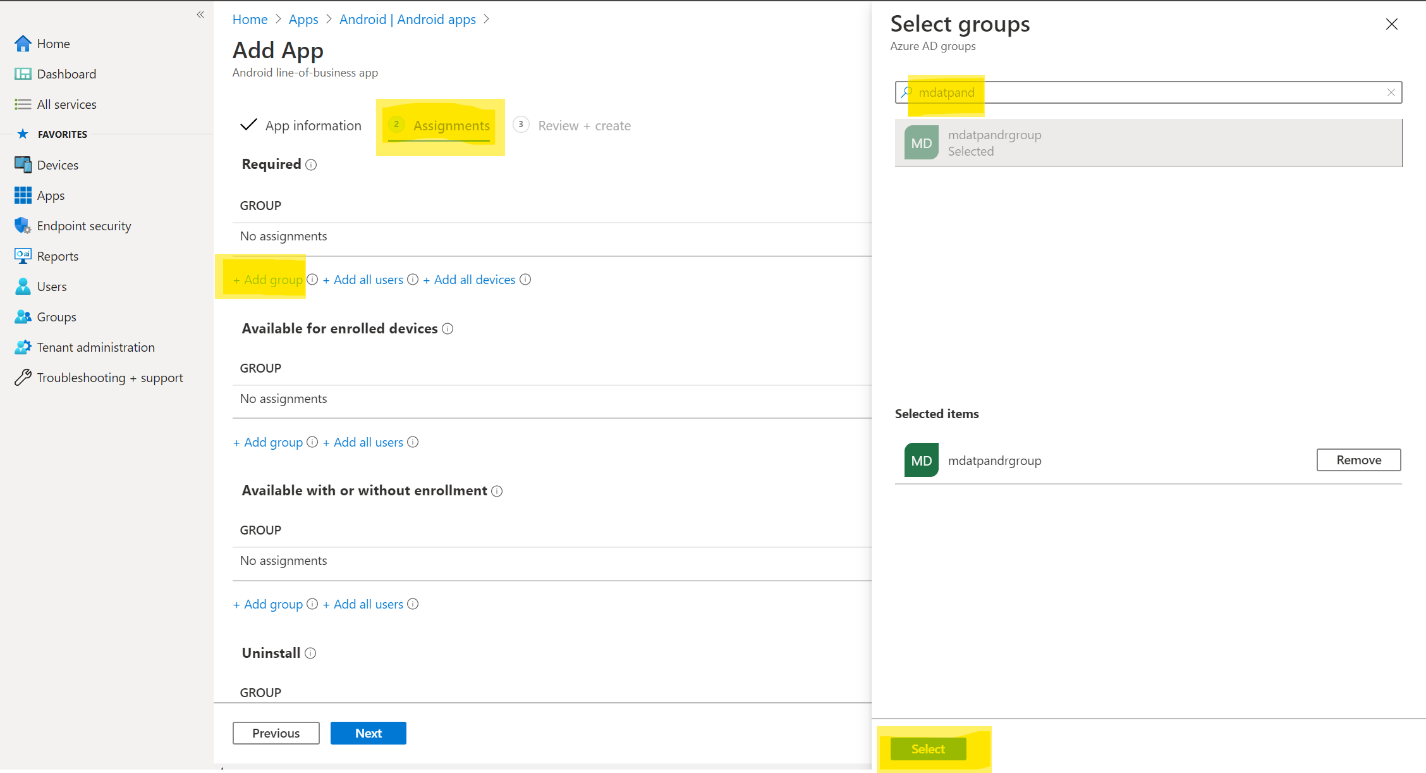 «
Home
Dashboard
All services
FAVORITES
Devices
Apps
Endpoint security
Reports
Users
Groups
Tenant administration
Troubleshooting + support
Home > Apps > Android | Android apps >
Add App
Android line-of-business app
App information 2 Assignments 3 Review + create
Required
GROUP
No assignments
+ Add group + Add all users + Add all devices
Available for enrolled devices
GROUP
No assignments
+ Add group + Add all users
Available with or without enrollment
GROUP
No assignments
+ Add group + Add all users
Uninstall
GROUP
Previous Next
Select groups
Azure AD groups
mdatpand
MD mdatpandrgroup
Selected
Selected items
MD mdatpandrgroup Remove
Select